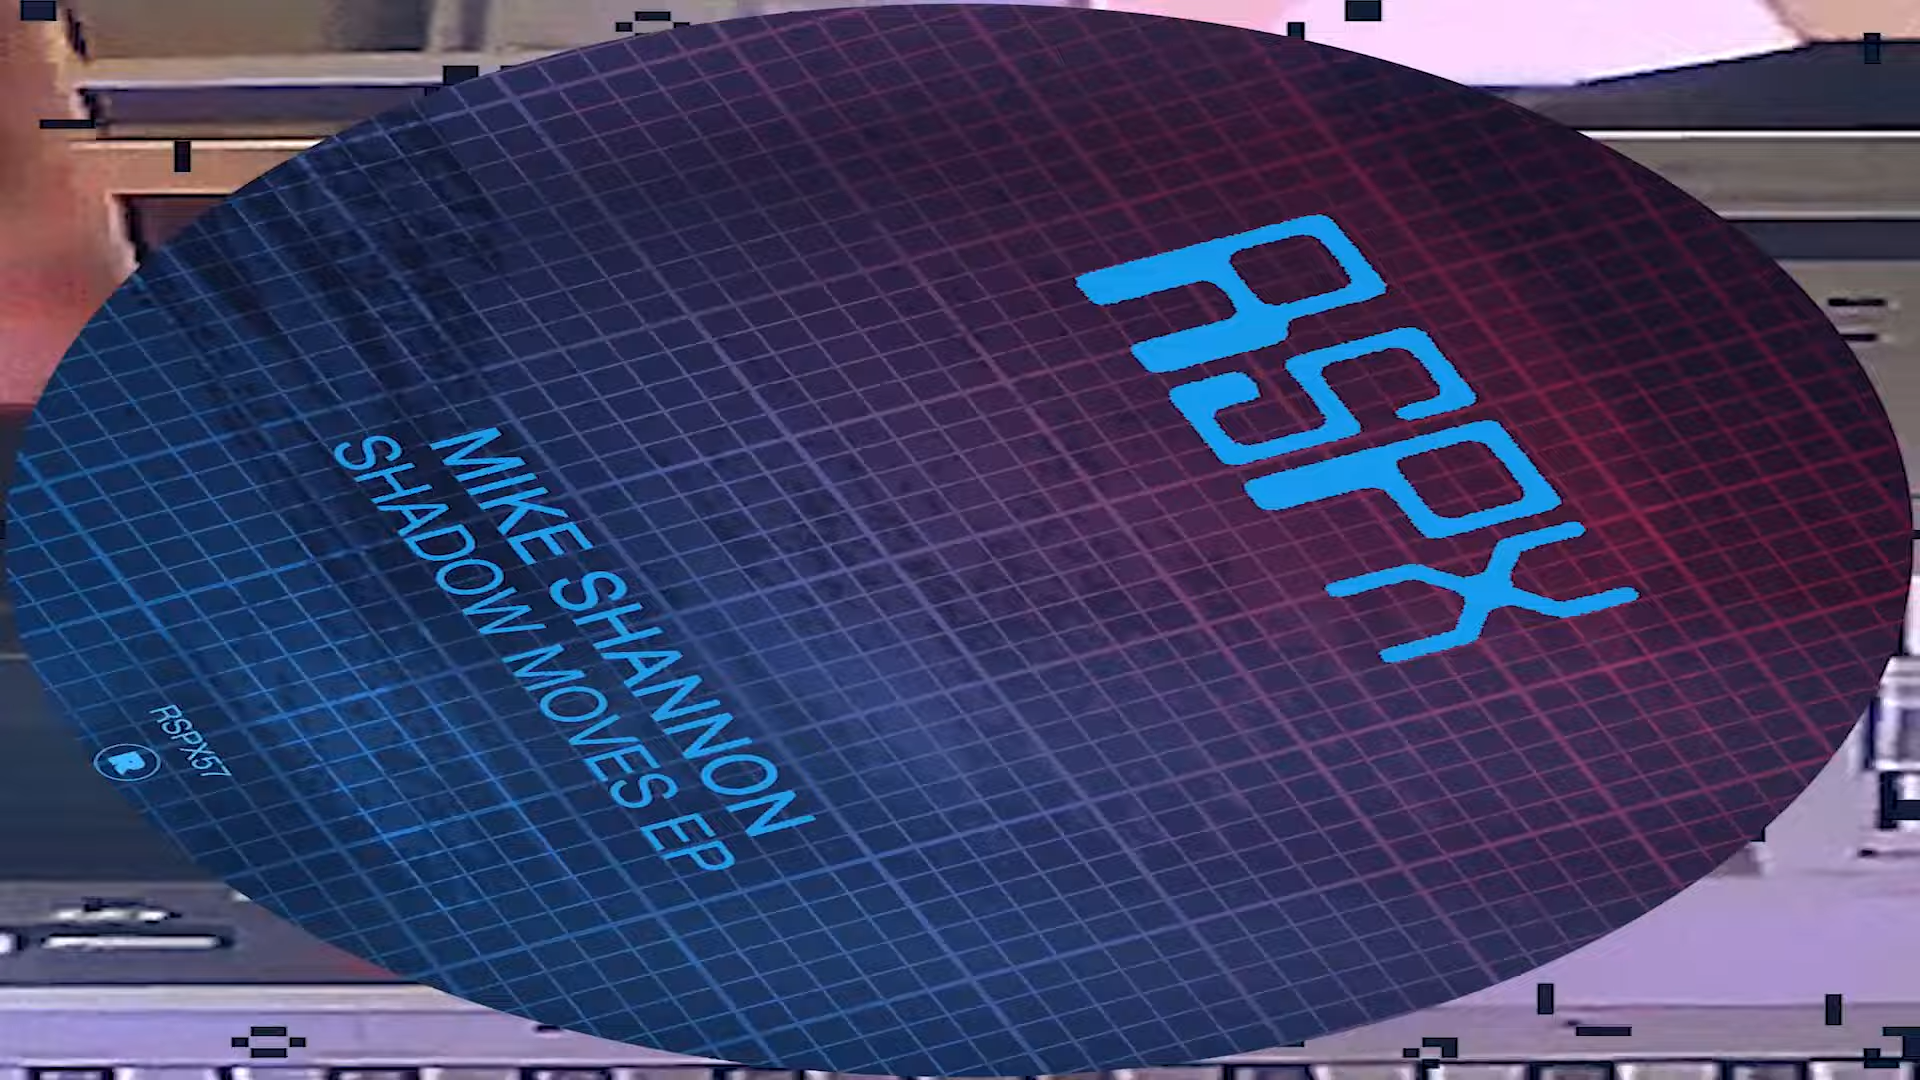 RSPX
MIKE SHANNON
SHADOW MOVES EP
RSPX57
R